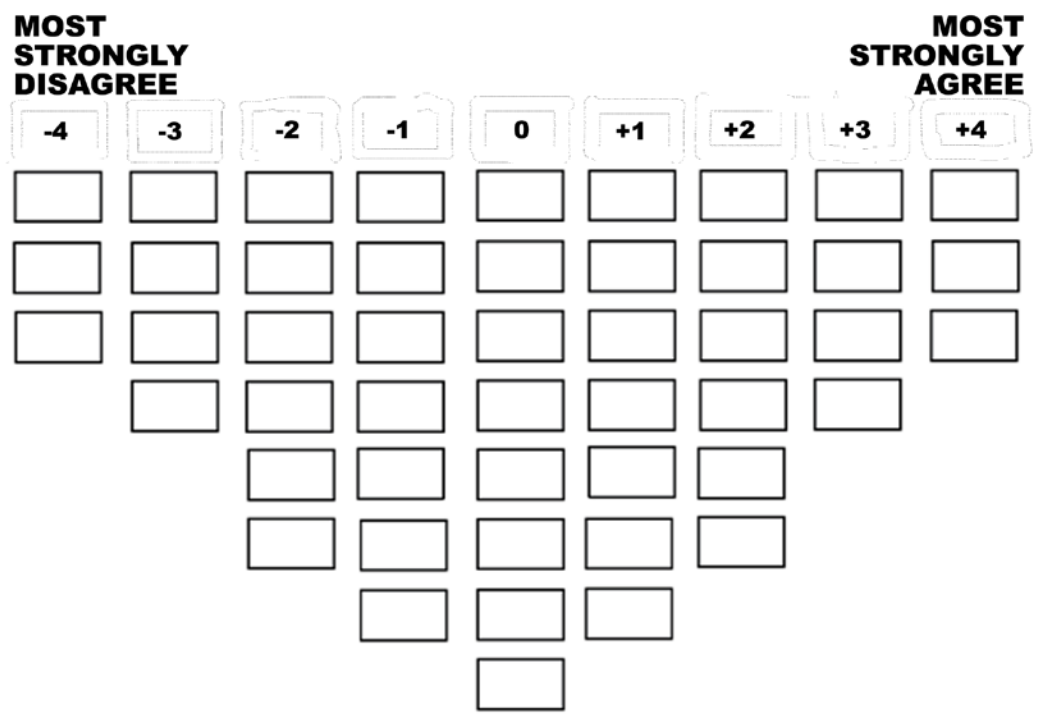 MOST
STRONGLY
DISAGREE
MOST
STRONGLY
AGREE
-4 -3 -2 -1 0 +1 +2 +3 +4